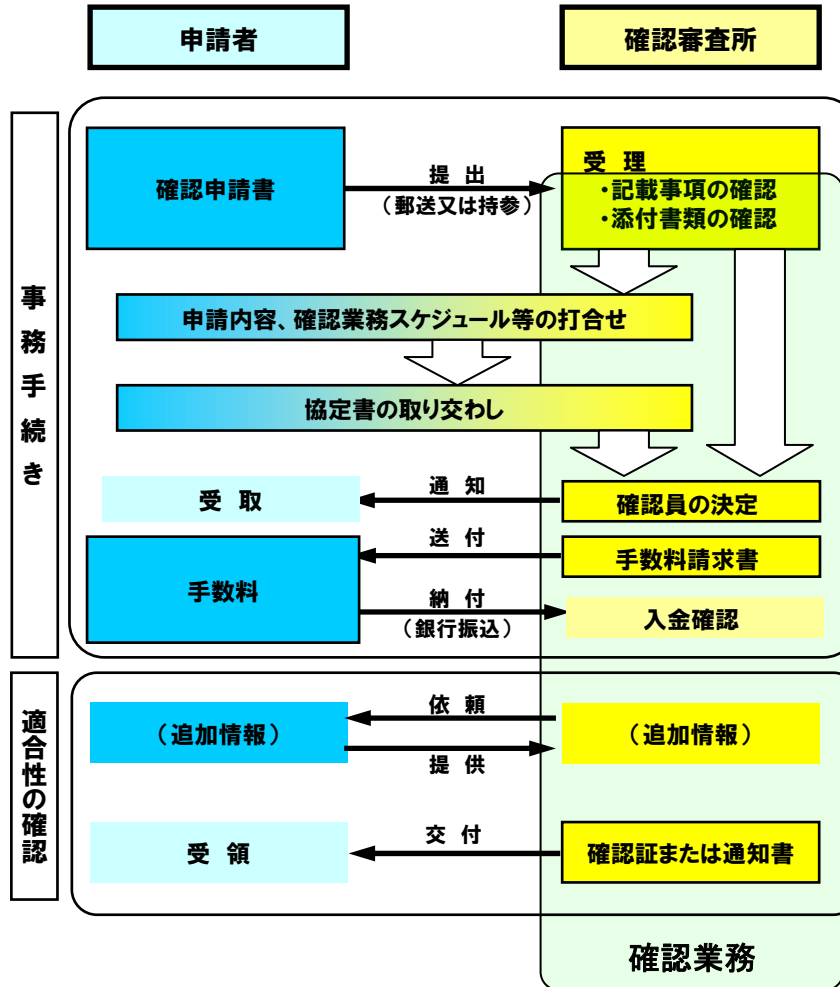 申請者
確認審査所
事務手続き
確認申請書
提出
（郵送又は持参）
受理
・記載事項の確認
・添付書類の確認
申請内容、確認業務スケジュール等の打合せ
協定書の取り交わし
受取
通知
確認員の決定
送付
手数料請求書
手数料
納付
（銀行振込）
入金確認
適合性の確認
（追加情報）
依頼
提供
（追加情報）
受領
交付
確認証または通知書
確認業務